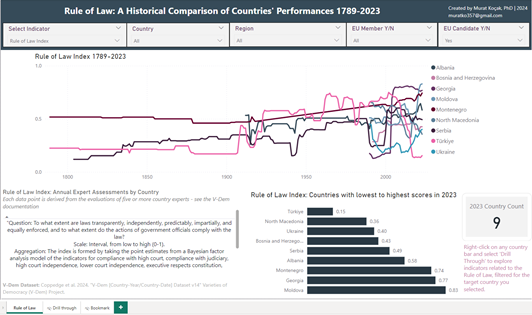 Rule of Law: A Historical Comparison of Countries' Performances 1789-2023
Created by Murat Koçak, PhD | 2024
muratko357@gmail.com
Select Indicator
Rule of Law Index
Country
All
Region
All
EU Member Y/N
All
EU Candidate Y/N
Yes
Rule of Law Index 1789-2023
1.0
0.5
0.0
1800
1850
1900
1950
2000
Albania
Bosnia and Herzegovina
Georgia
Moldova
Montenegro
North Macedonia
Serbia
Türkiye
Ukraine
Rule of Law Index: Annual Expert Assessments by Country
Each data point is derived from the evaluations of five or more country experts - see the V-Dem
documentation
"Question: To what extent are laws transparently, independently, predictably, impartially, and
equally enforced, and to what extent do the actions of government officials comply with the
law?
Scale: Interval, from low to high (0-1).
Aggregation: The index is formed by taking the point estimates from a Bayesian factor
analysis model of the indicators for compliance with high court, compliance with judiciary,
high court independence, lower court independence, executive respects constitution,
V-Dem Dataset: Coppedge et al. 2024. "V-Dem [Country-Year/Country-Date] Dataset v14" Varieties of
Democracy (V-Dem) Project.
Rule of Law Index: Countries with lowest to highest scores in 2023
Türkiye 0.15
North Macedonia 0.36
Ukraine 0.40
Bosnia and Herzego... 0.43
Serbia 0.49
Albania 0.58
Montenegro 0.74
Georgia 0.77
Moldova 0.83
2023 Country Count
9
Right-click on any country
bar and select 'Drill
Through' to explore
indicators related to the
Rule of Law, filtered for the
target country you
selected.
Rule of Law
Drill through
Bookmark
+